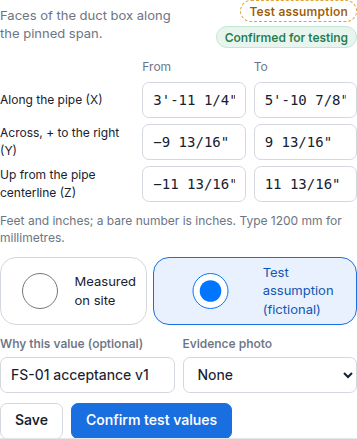 Faces of the duct box along
the pinned span.
Test assumption
Confirmed for testing
From To
Along the pipe (X) 3'-11 1/4" 5'-10 7/8"
Across, + to the right
(Y)
−9 13/16" 9 13/16"
Up from the pipe
centerline (Z)
−11 13/16" 11 13/16"
Feet and inches; a bare number is inches. Type 1200 mm for
millimetres.
Measured
on site
Test
assumption
(fictional)
Why this value (optional) Evidence photo
FS-01 acceptance v1 None
Save Confirm test values